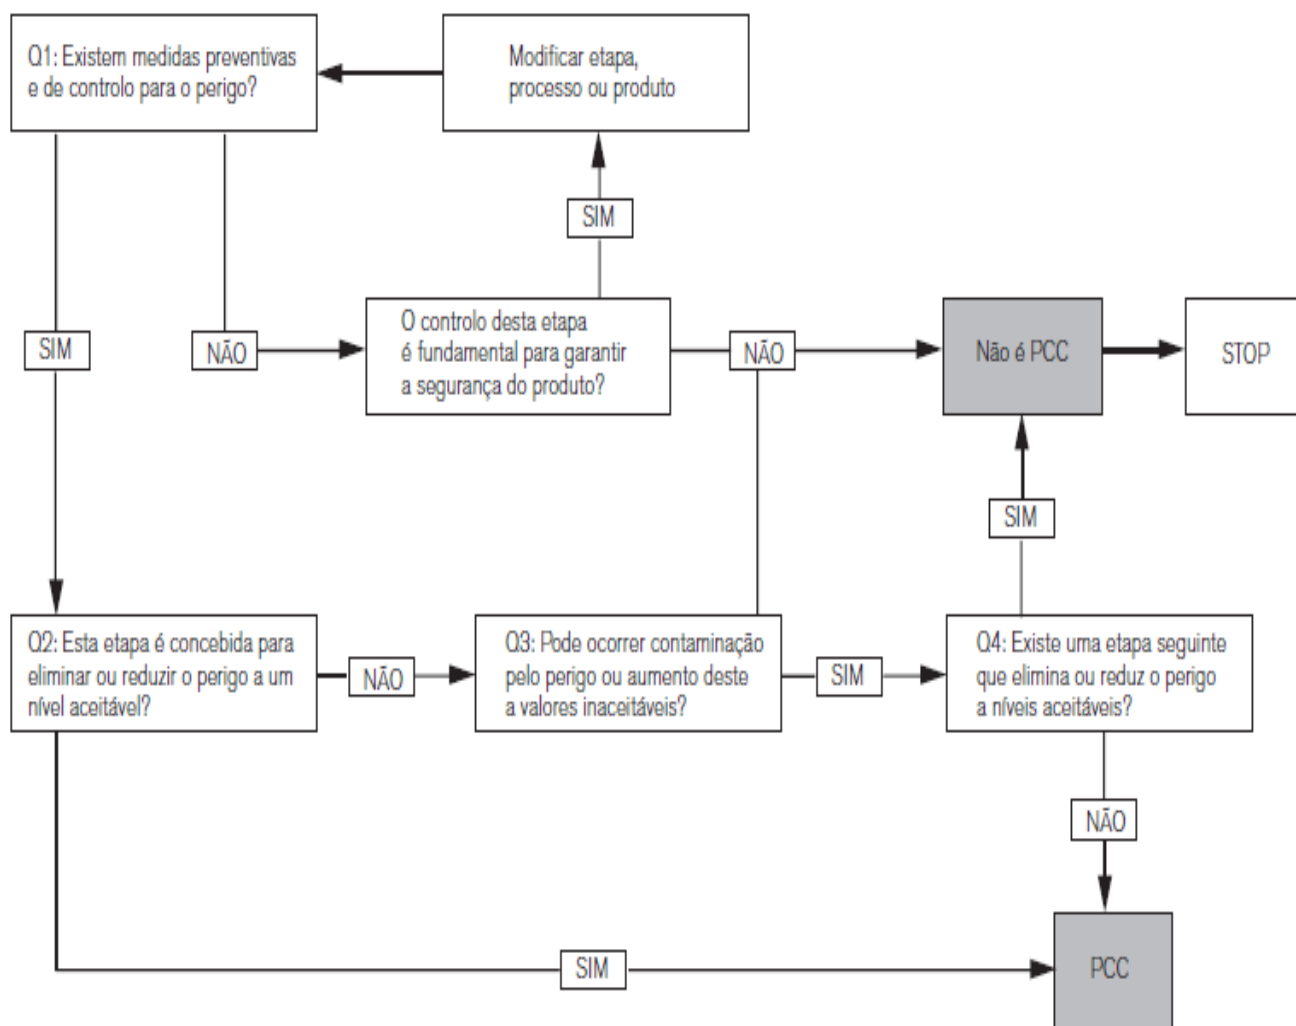 Q1: Existem medidas preventivas
e de controlo para o perigo?
Modificar etapa,
processo ou produto
SIM
SIM
NÃO
O controlo desta etapa
é fundamental para garantir
a segurança do produto?
NÃO
Não é PCC
STOP
SIM
Q2: Esta etapa é concebida para
eliminar ou reduzir o perigo a um
nível aceitável?
NÃO
Q3: Pode ocorrer contaminação
pelo perigo ou aumento deste
a valores inaceitáveis?
SIM
Q4: Existe uma etapa seguinte
que elimina ou reduz o perigo
a níveis aceitáveis?
NÃO
SIM
PCC